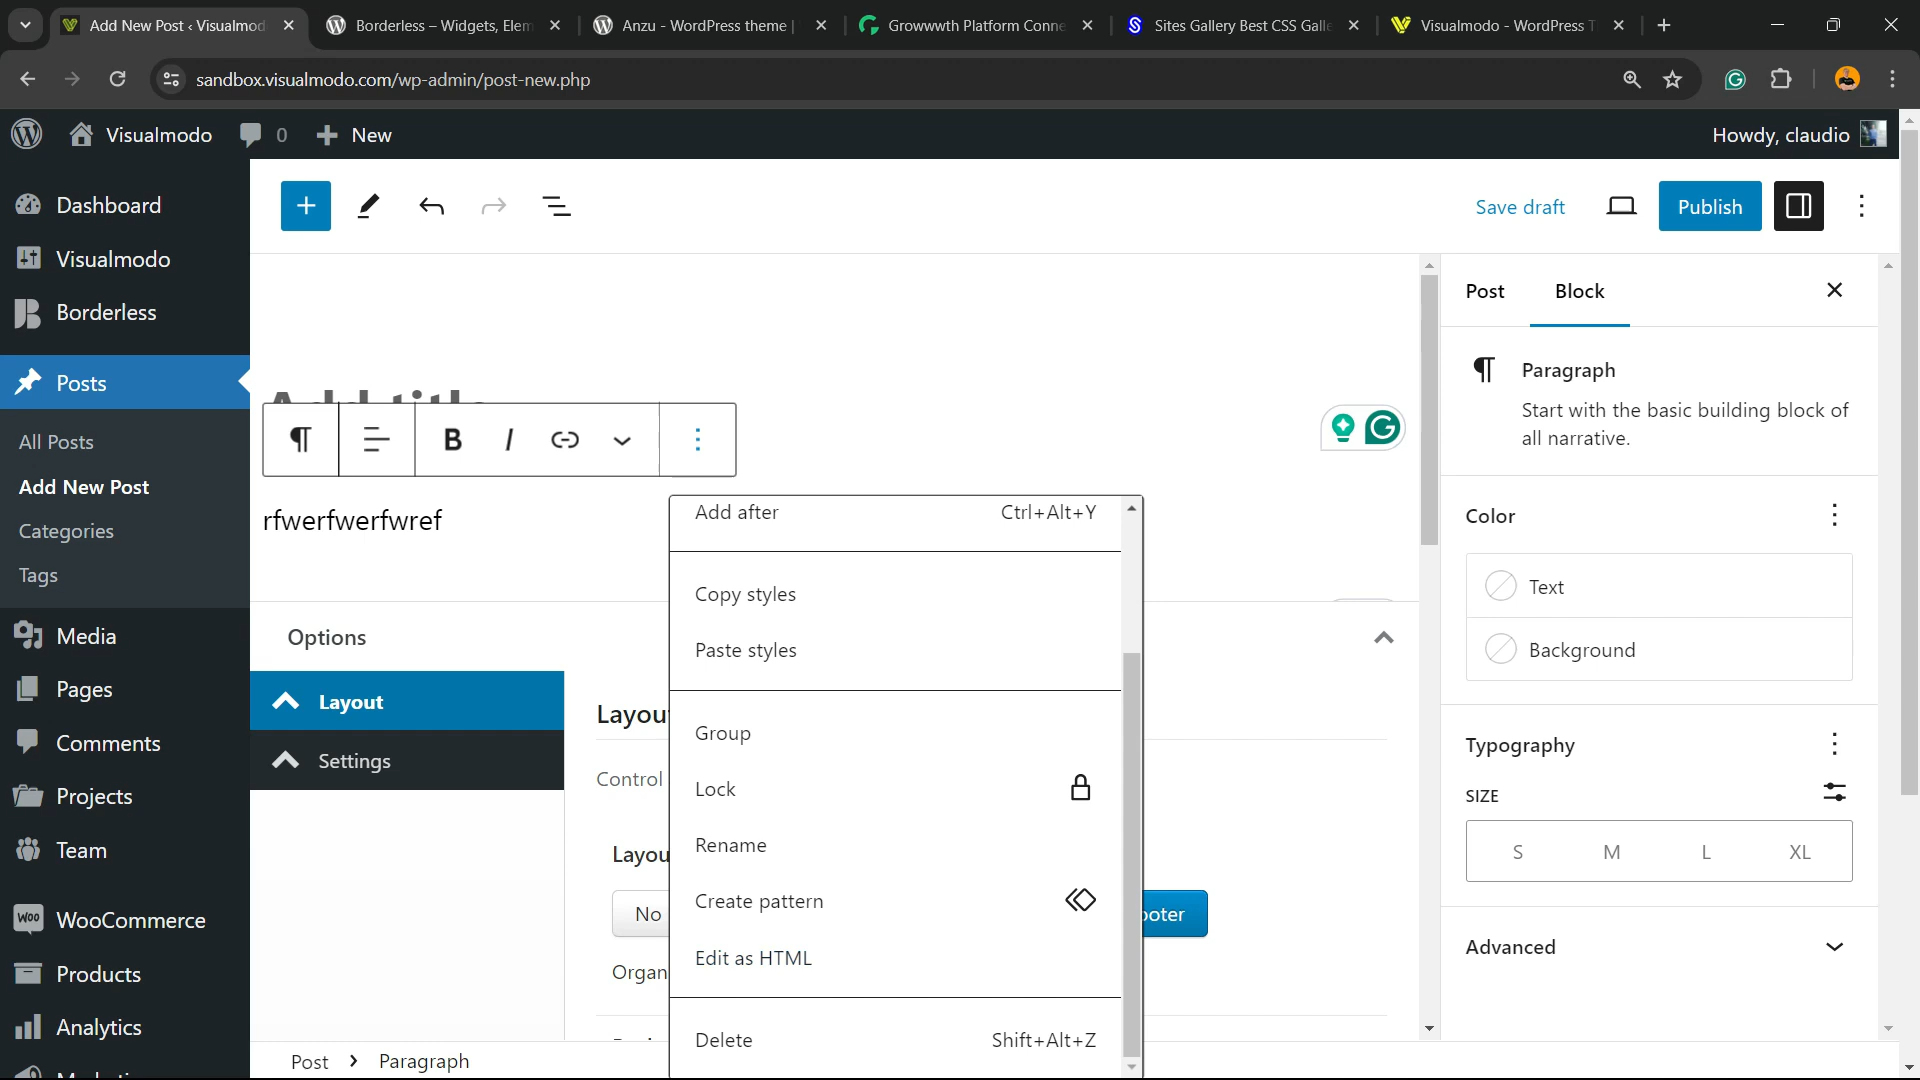 Add New Post ‹ Visualmod
Borderless – Widgets, Elem
Anzu - WordPress theme |
Growwwth Platform Conne
Sites Gallery Best CSS Galle
Visualmodo - WordPress T
sandbox.visualmodo.com/wp-admin/post-new.php
Visualmodo
0
New
Howdy, claudio
Dashboard
Visualmodo
Borderless
Posts
All Posts
Add New Post
Categories
Tags
Media
Pages
Comments
Projects
Team
WooCommerce
Products
Analytics
Save draft
Publish
Add title
B I
rfwerfwerfwref
Add after Ctrl+Alt+Y
Copy styles
Paste styles
Group
Lock
Rename
Create pattern
Edit as HTML
Delete Shift+Alt+Z
Options
Layout
Settings
Layou
Control
Layou
No
ooter
Organ
Post
Paragraph
Post Block
Paragraph
Start with the basic building block of
all narrative.
Color
Text
Background
Typography
SIZE
S M L XL
Advanced